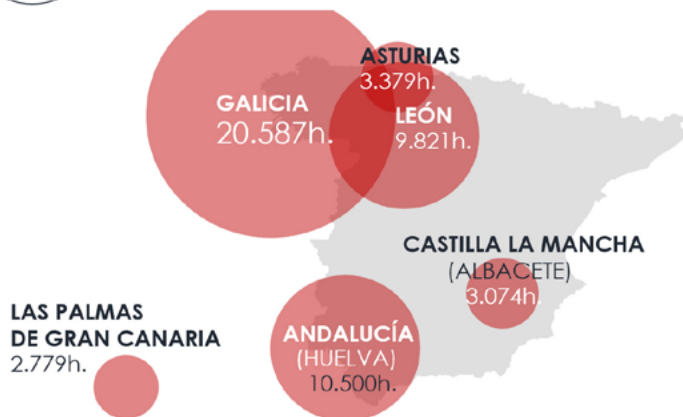 ASTURIAS
3.379h.
GALICIA
20.587h.
LEÓN
9.821h.
CASTILLA LA MANCHA
(ALBACETE)
3.074h.
LAS PALMAS
DE GRAN CANARIA
2.779h.
ANDALUCÍA
(HUELVA)
10.500h.